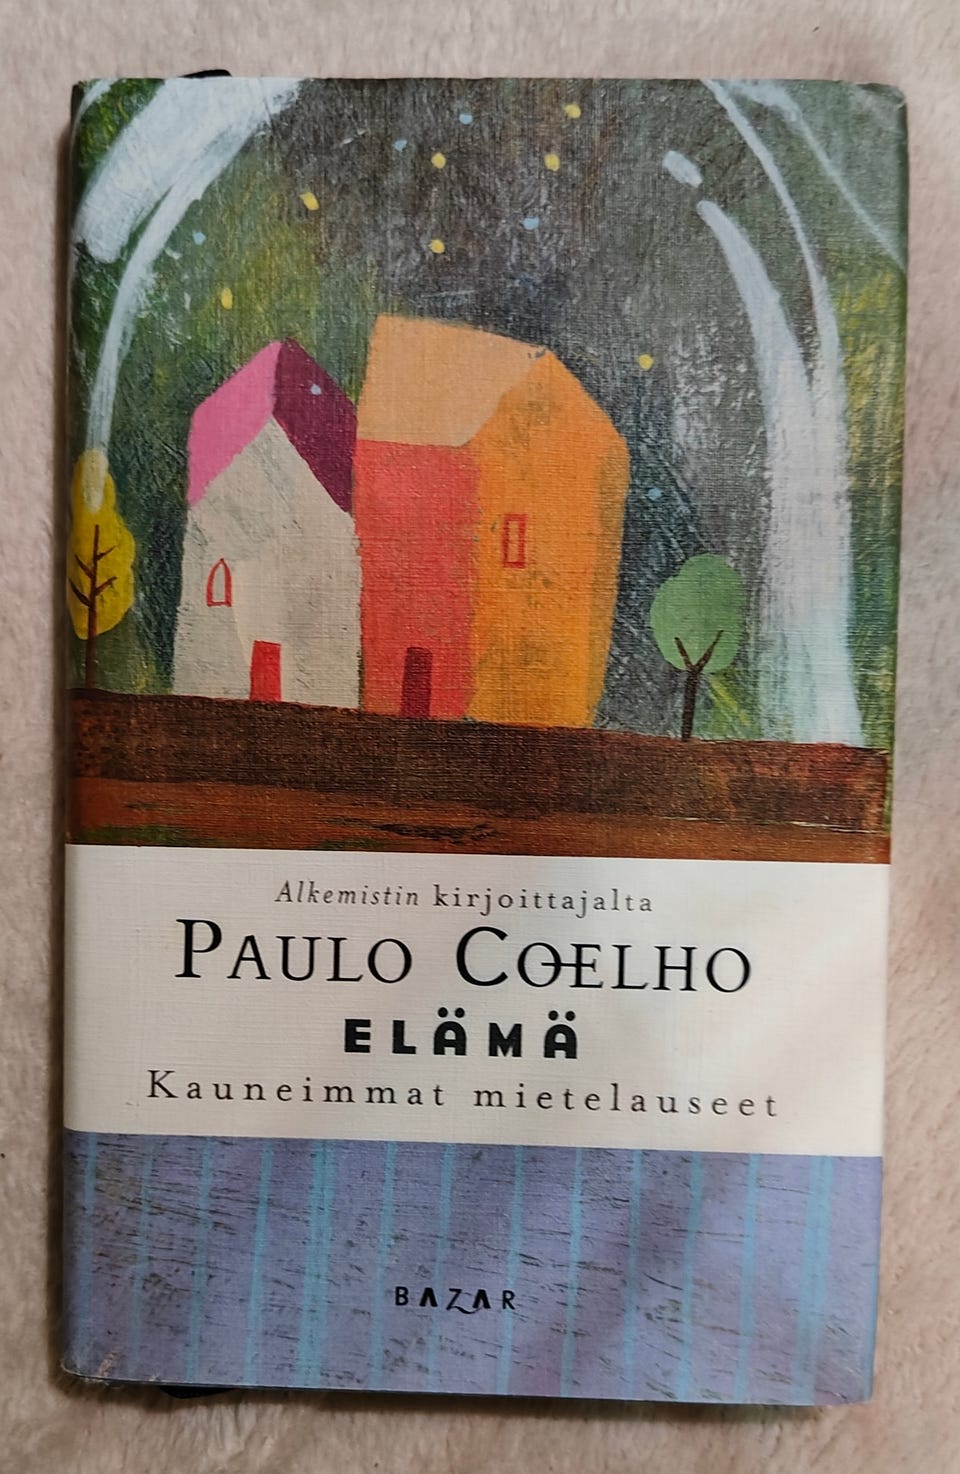 Alkemistin kirjoittajalta
PAULO COELHO
ELÄMÄ
Kauneimmat mietelauseet
BAZAR